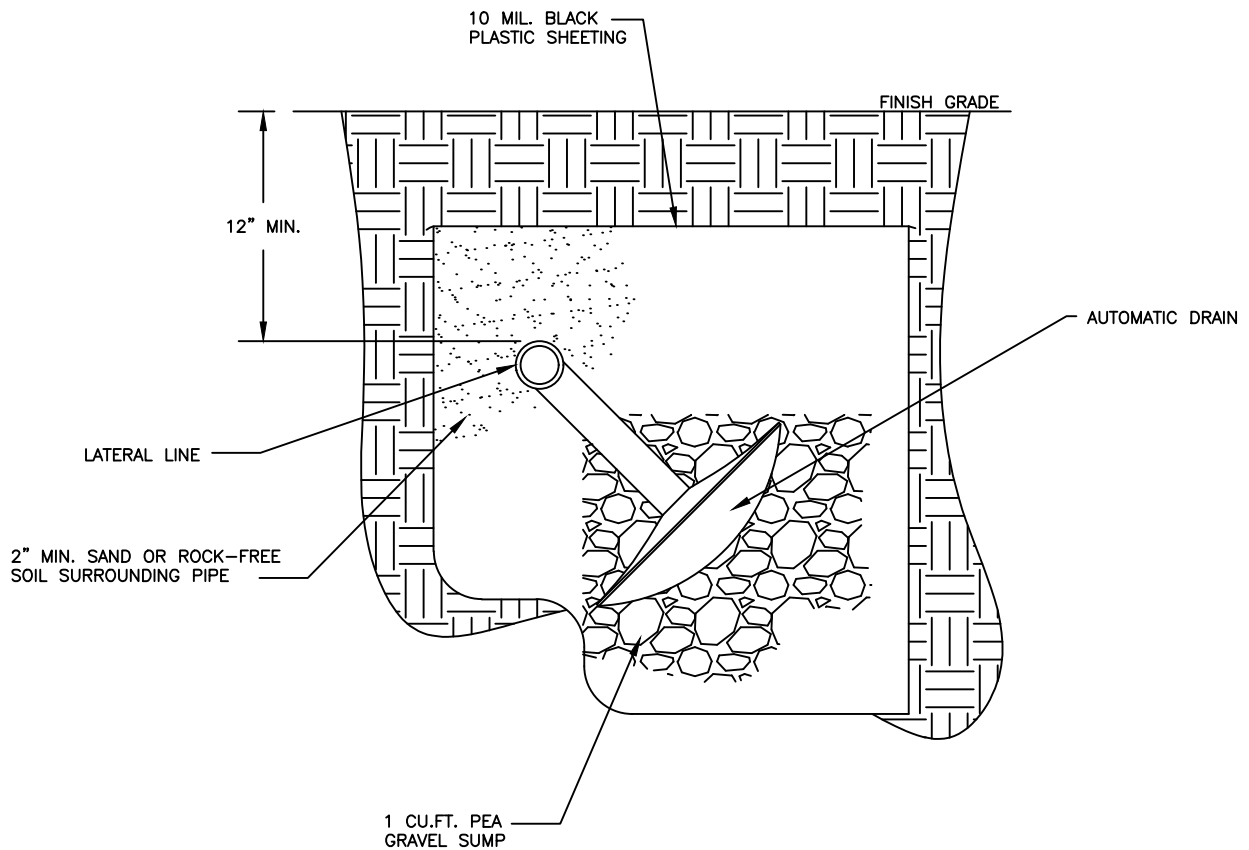 10 MIL. BLACK
PLASTIC SHEETING
FINISH GRADE
12” MIN.
AUTOMATIC DRAIN
LATERAL LINE
2” MIN. SAND OR ROCK-FREE
SOIL SURROUNDING PIPE
1 CU.FT. PEA
GRAVEL SUMP